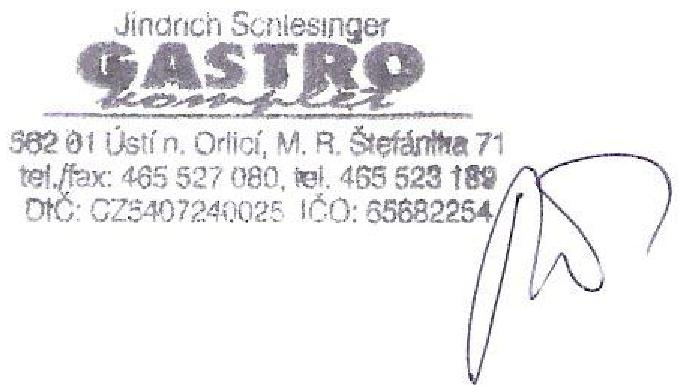 Jindřich Schlesinger
GASTRO
komplet
562 01 Ústí n. Orlicí, M. R. Štefánika 71
tel./fax: 465 527 080, tel. 465 523 189
DIČ: CZ5407240025 IČO: 65682254